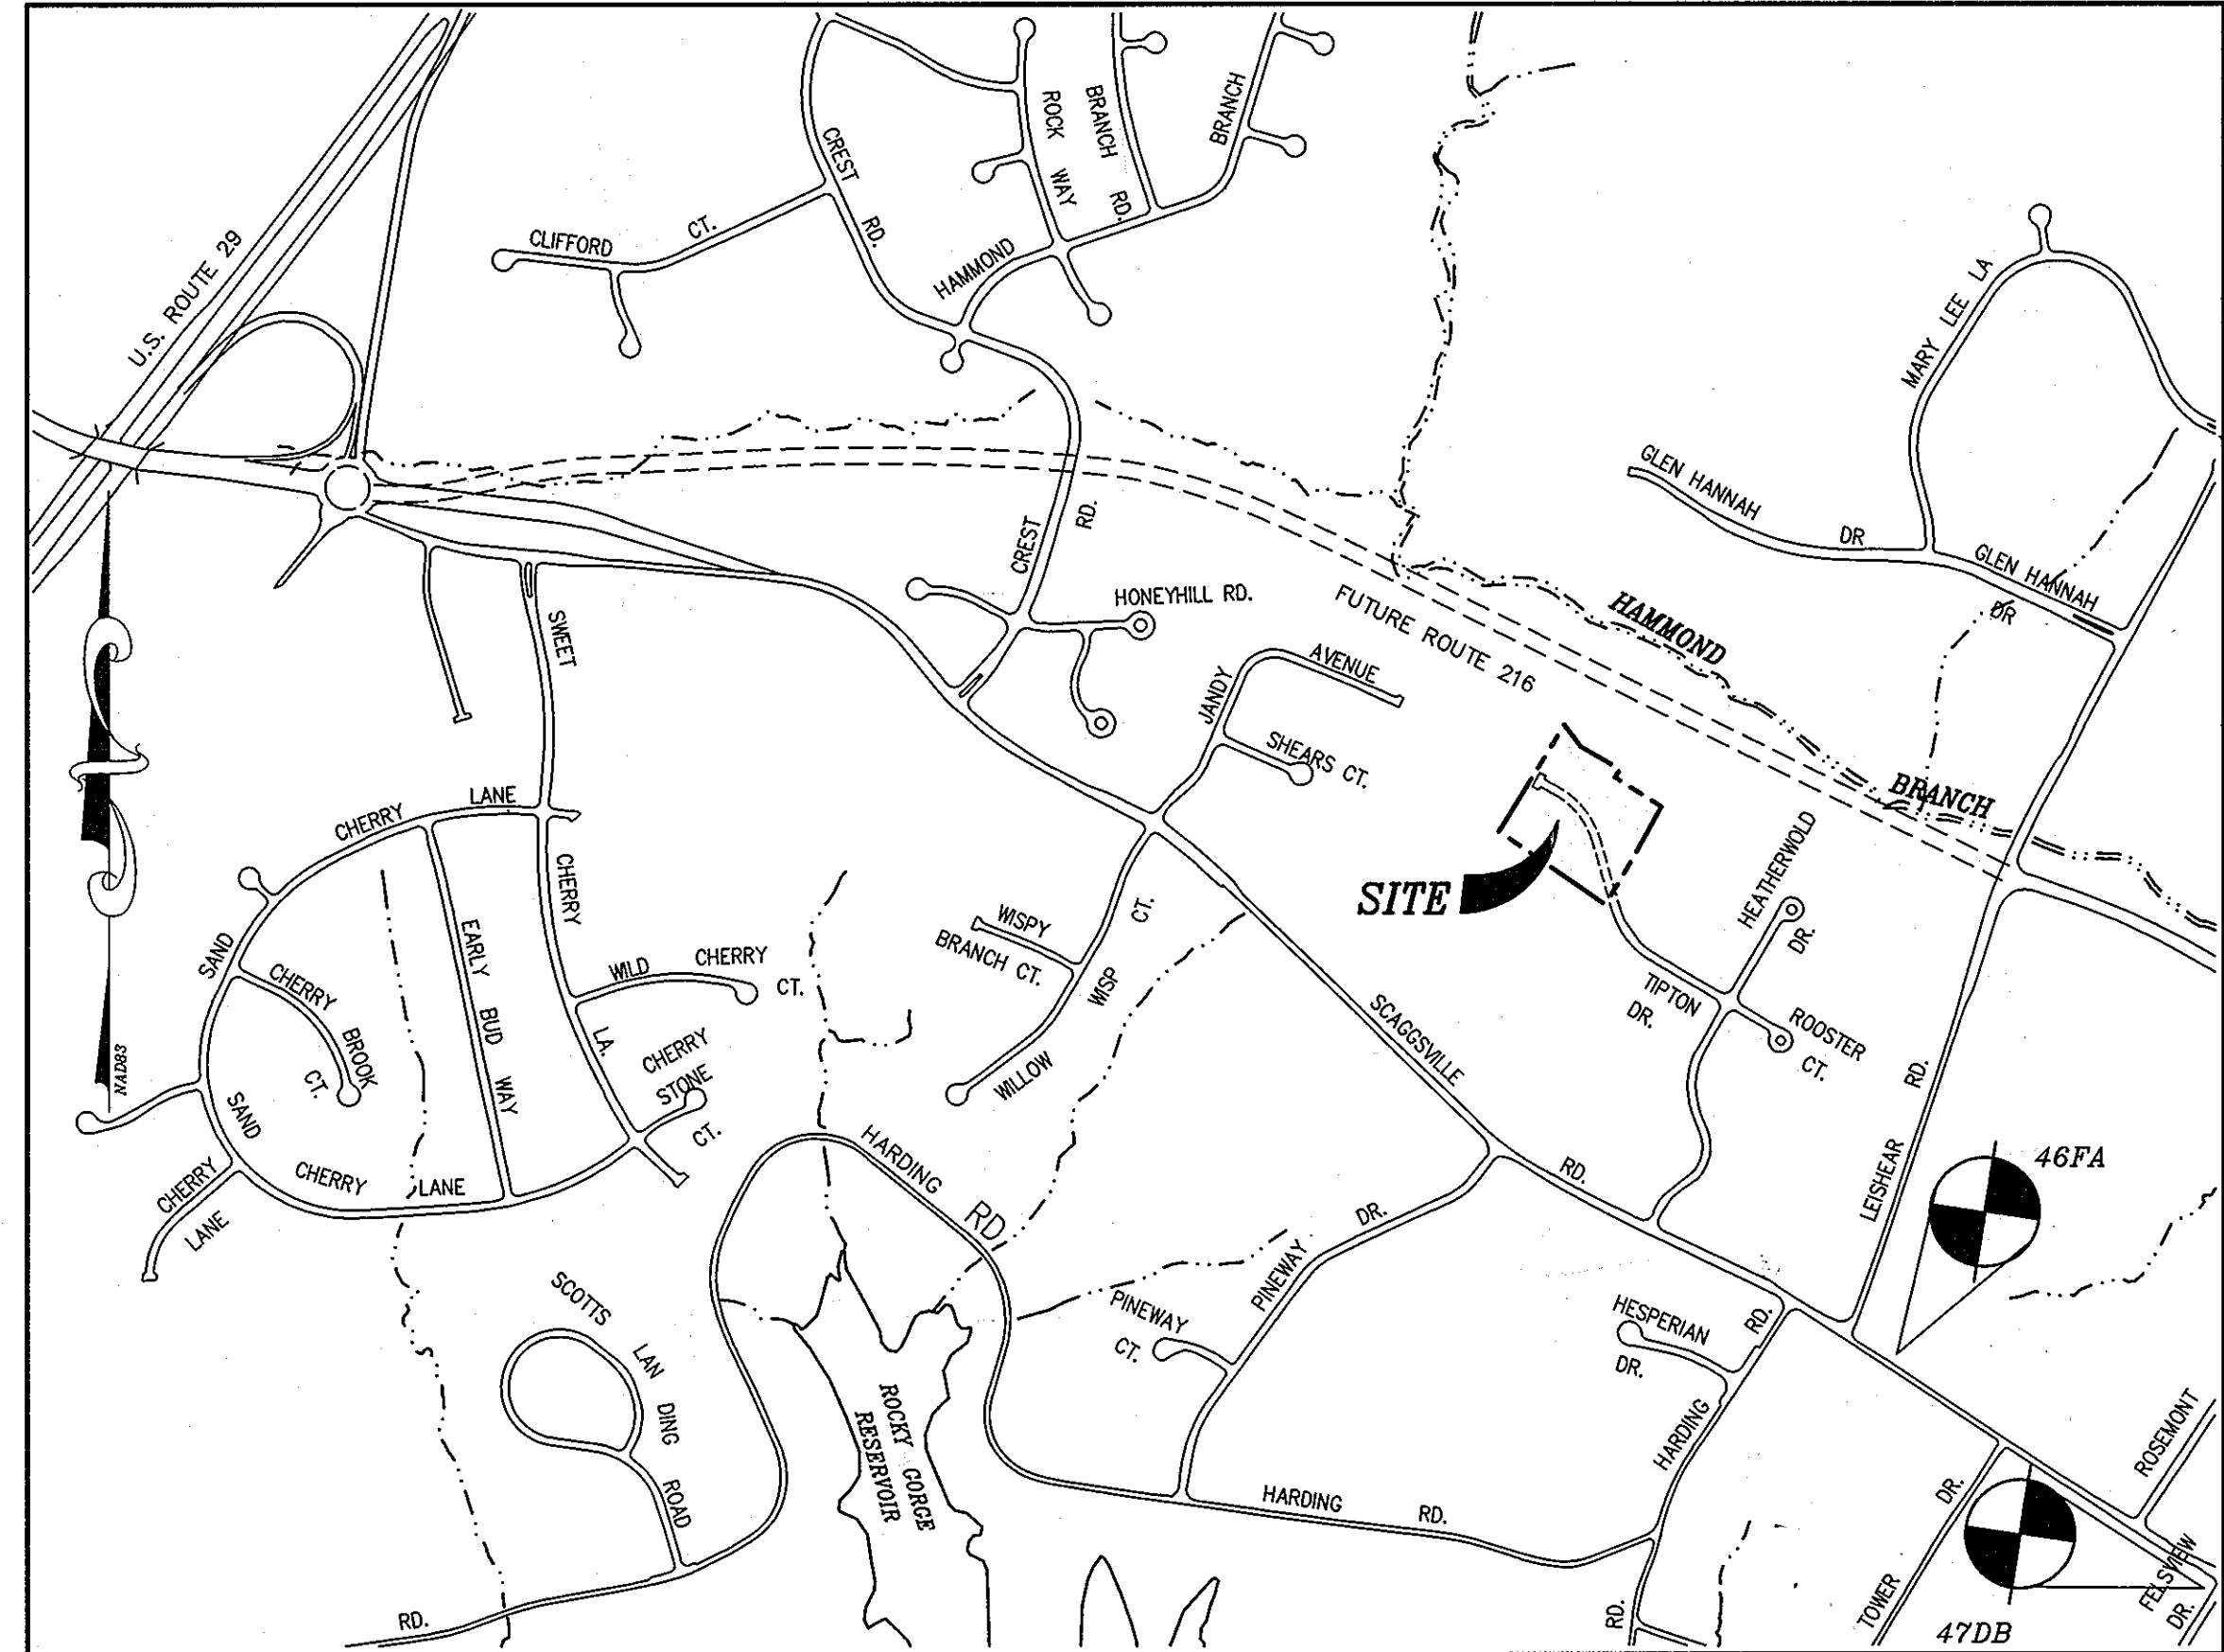 U.S. ROUTE 29
CLIFFORD CT.
CREST RD.
ROCK WAY
BRANCH RD.
BRANCH
HAMMOND
MARY LEE LA
GLEN HANNAH DR
GLEN HANNAH DR
CREST RD.
HONEYHILL RD.
FUTURE ROUTE 216
HAMMOND
BRANCH
SWEET
CHERRY
LA.
JANDY AVENUE
SHEARS CT.
SITE
HEATHERWOLD DR.
TIPTON DR.
ROOSTER CT.
CHERRY LANE
SAND
CHERRY BROOK CT.
EARLY BUD WAY
WILD CHERRY CT.
CHERRY STONE CT.
WISPY
BRANCH CT.
WILLOW WISP CT.
SCAGGSVILLE RD.
LEISHEAR RD.
NAD83
SAND CHERRY LANE
CHERRY LANE
HARDING RD.
46FA
SCOTTS LAN DING ROAD
ROCKY GORGE
RESERVOIR
PINEWAY CT.
PINEWAY DR.
HESPERIAN DR.
HARDING RD.
HARDING RD.
RD.
RD.
TOWER DR.
ROSEMONT
FELSVIEW DR.
47DB